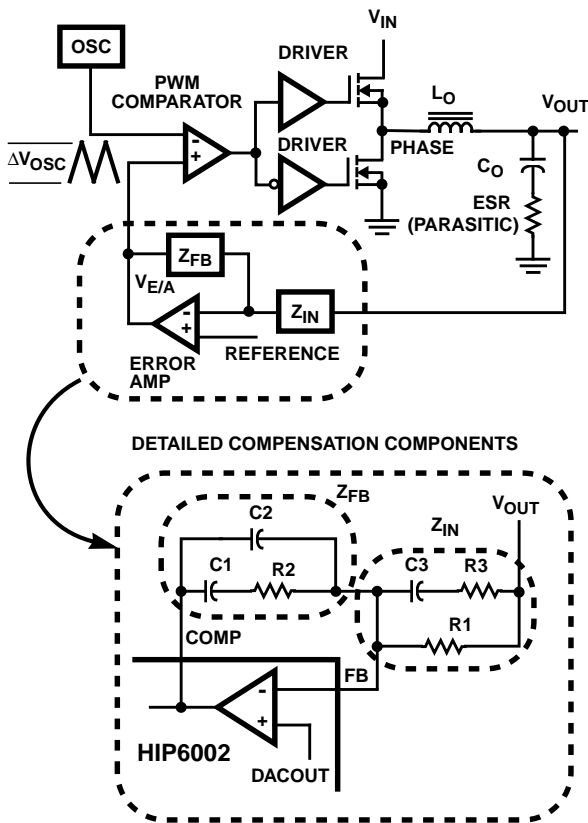 OSC
PWM
COMPARATOR
DRIVER
VIN
DRIVER
LO
VOUT
PHASE
CO
ESR
(PARASITIC)
ΔVOSC
-
+
ZFB
VE/A
-
+
ZIN
REFERENCE
ERROR
AMP
DETAILED COMPENSATION COMPONENTS
ZFB
C2
C1
R2
ZIN
VOUT
C3
R3
R1
COMP
FB
-
+
HIP6002
DACOUT